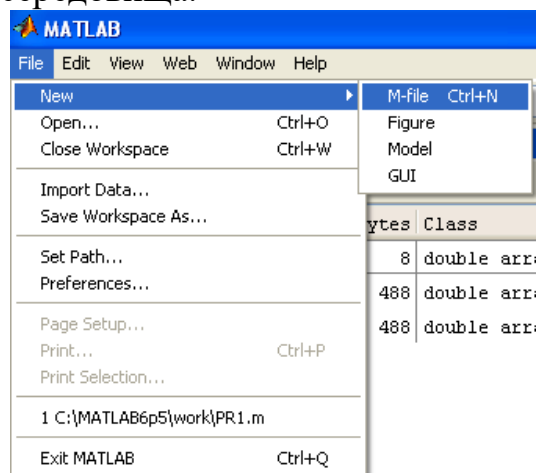 середовища.
MATLAB
File Edit View Web Window Help
New
M-file Ctrl+N
Open... Ctrl+O
Figure
Close Workspace Ctrl+W
Model
GUI
Import Data...
Save Workspace As...
ytes Class
Set Path...
8 double arra
Preferences...
488 double arra
Page Setup...
488 double arra
Print... Ctrl+P
Print Selection...
1 C:\MATLAB6p5\work\PR1.m
Exit MATLAB Ctrl+Q